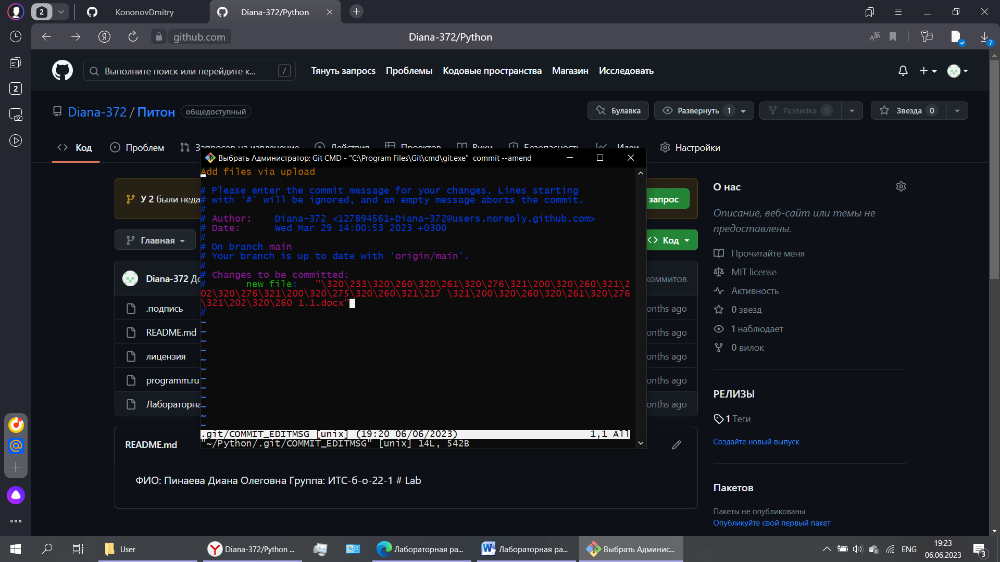 2
KononovDmitry
Diana-372/Python
github.com
Diana-372/Python
7
2
Выполните поиск или перейдите к...
/
Тянуть запрос
Проблемы
Кодовые пространства
Магазин
Исследовать
Diana-372 / Питон
общедоступный
Булавка
Развернуть 1
Развилка 0
Звезда 0
Код
Проблем
Запросов на извлечение
Действия
Проектов
Вики
Безопасность
Идеи
Настройки
Выбрать Администратор: Git CMD - "C:\Program Files\Git\cmd\git.exe" commit --amend
Add files via upload
# Please enter the commit message for your changes. Lines starting
# with '#' will be ignored, and an empty message aborts the commit.
#
# Author: Diana-372 <127894561+Diana-372@users.noreply.github.com>
# Date: Wed Mar 29 14:00:53 2023 +0300
#
# On branch main
# Your branch is up to date with 'origin/main'.
#
# Changes to be committed:
# new file: "\320\233\320\260\320\261\320\276\321\200\320\260\321\2
02\320\276\321\200\320\275\320\260\321\217 \321\200\320\260\320\261\320\276
\321\202\320\260 1.1.docx"
#
~
~
~
~
~
~
~
~
~
~
~
~
.git/COMMIT_EDITMSG [unix] (19:20 06/06/2023) 1,1 All
"~/Python/.git/COMMIT_EDITMSG" [unix] 14L, 542B
У 2 были неда
запрос
Главная
Код
Diana-372 До
коммитов
.подпись
onths ago
README.md
onths ago
лицензия
onths ago
programm.ru
onths ago
Лабораторна
onths ago
README.md
ФИО: Пинаева Диана Олеговна Группа: ИТС-б-о-22-1 # Lab
О нас
Описание, веб-сайт или темы не
предоставлены.
Прочитайте меня
MIT license
Активность
0 звезд
1 наблюдает
0 вилок
РЕЛИЗЫ
1 Теги
Создайте новый выпуск
Пакетов
Пакеты не опубликованы
Опубликуйте свой первый пакет
User
Diana-372/Python ...
Лабораторная ра...
Лабораторная ра...
Выбрать Админис...
ENG
19:23
06.06.2023
3